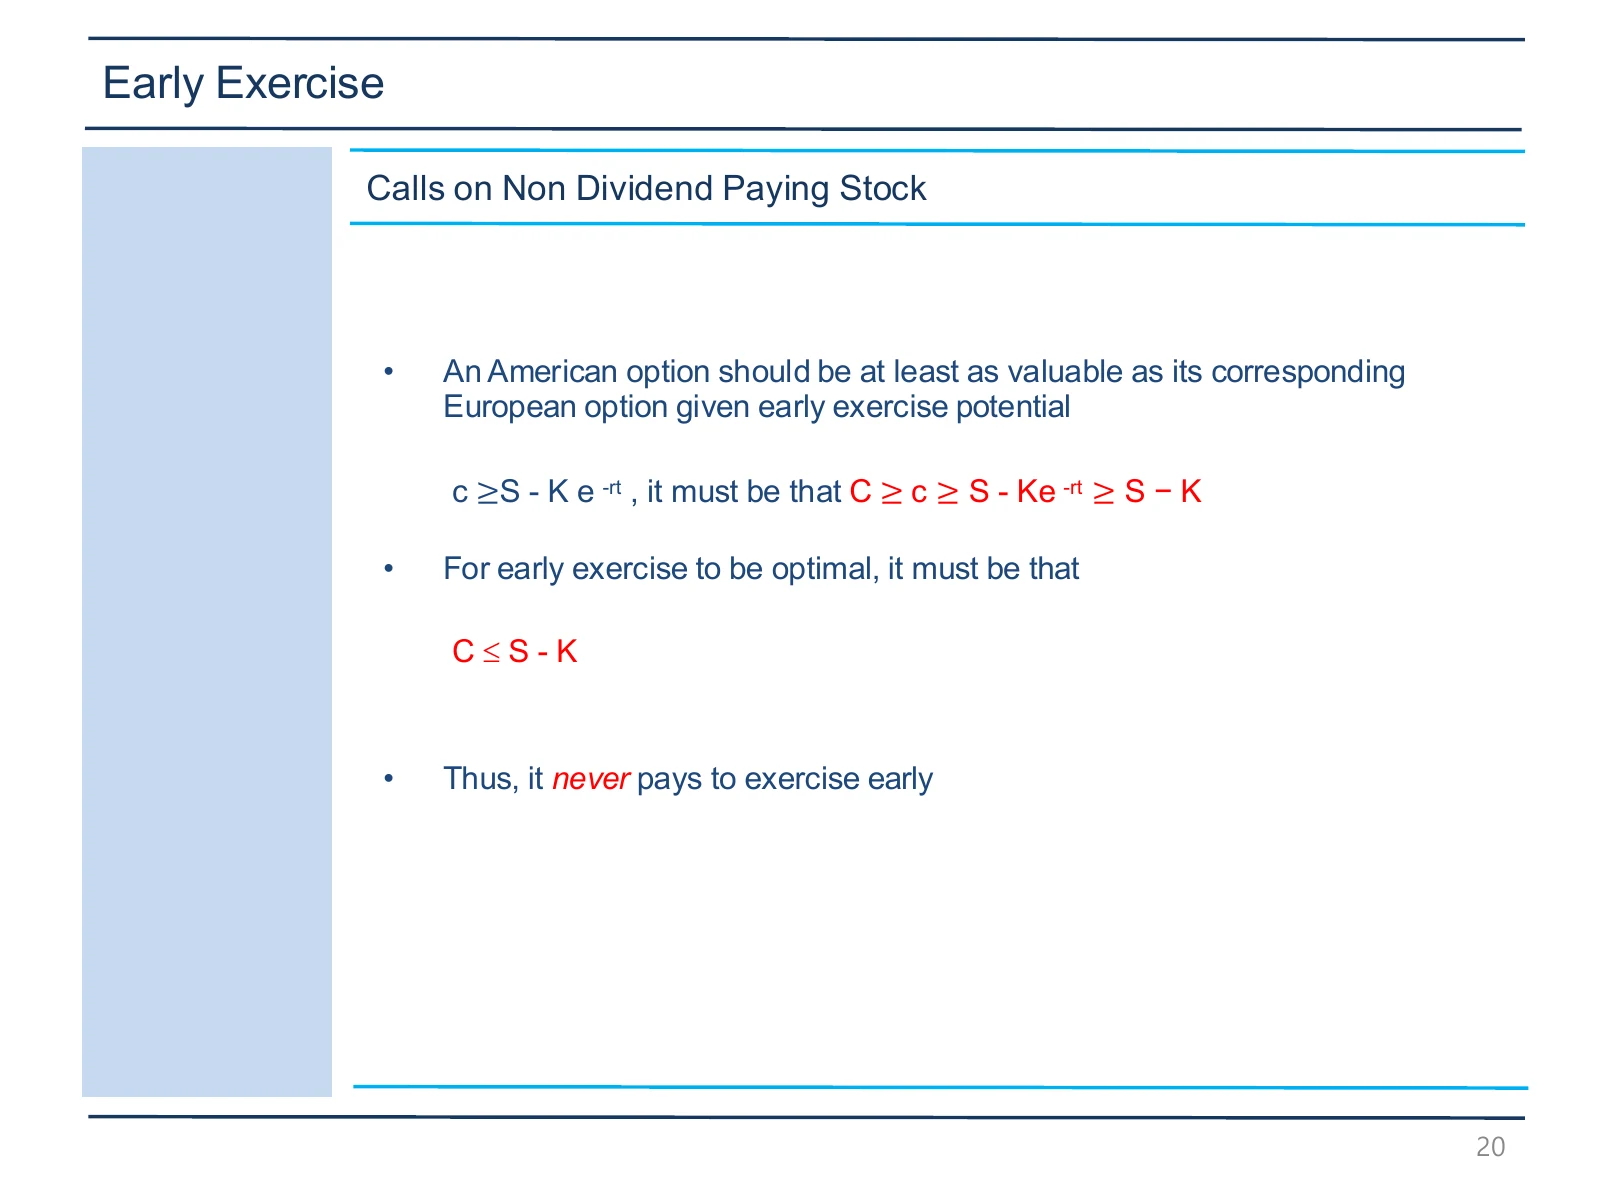 Early Exercise
Calls on Non Dividend Paying Stock
• An American option should be at least as valuable as its corresponding
European option given early exercise potential
c ≥S - K e -rt , it must be that C ≥ c ≥ S - Ke -rt ≥ S − K
• For early exercise to be optimal, it must be that
C ≤ S - K
• Thus, it never pays to exercise early
20